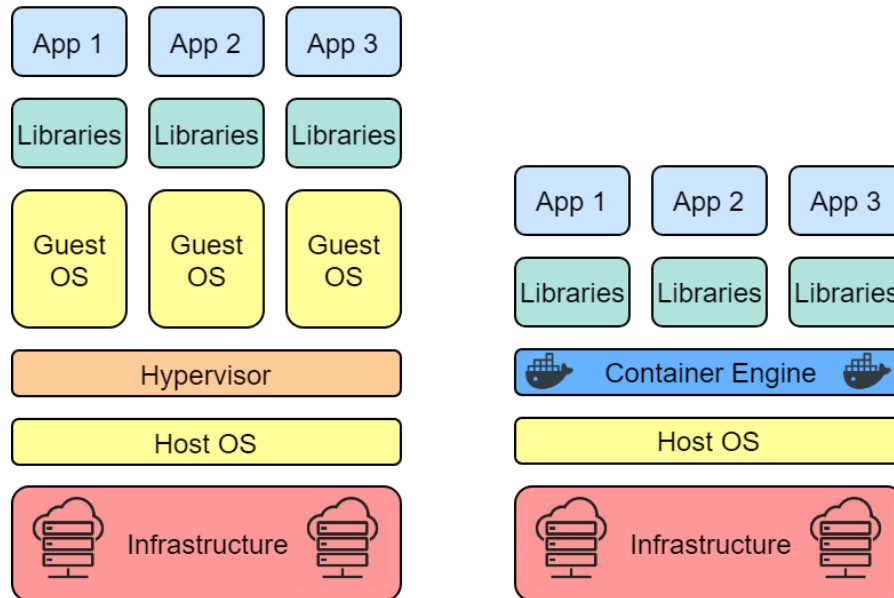 App 1
App 2
App 3
Libraries
Libraries
Libraries
Guest
OS
Guest
OS
Guest
OS
Hypervisor
Host OS
Infrastructure
App 1
App 2
App 3
Libraries
Libraries
Libraries
Container Engine
Host OS
Infrastructure